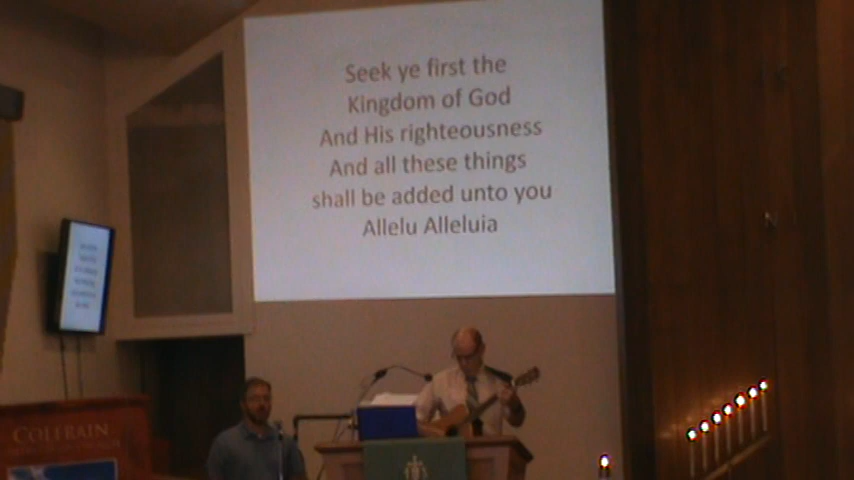 Seek ye first the
Kingdom of God
And His righteousness
And all these things
shall be added unto you
Allelu Alleluia
COLTRAIN